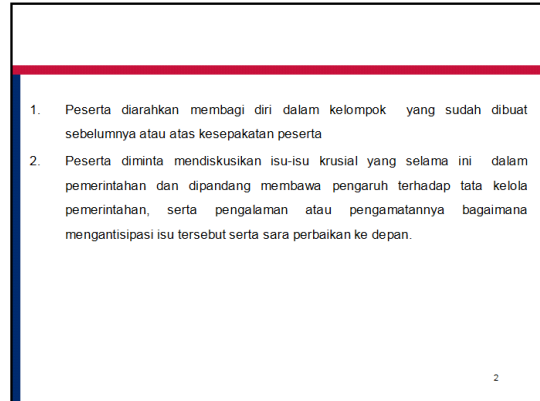 1. Peserta diarahkan membagi diri dalam kelompok yang sudah dibuat
sebelumnya atau atas kesepakatan peserta
2. Peserta diminta mendiskusikan isu-isu krusial yang selama ini dalam
pemerintahan dan dipandang membawa pengaruh terhadap tata kelola
pemerintahan, serta pengalaman atau pengamatannya bagaimana
mengantisipasi isu tersebut serta sara perbaikan ke depan.
2